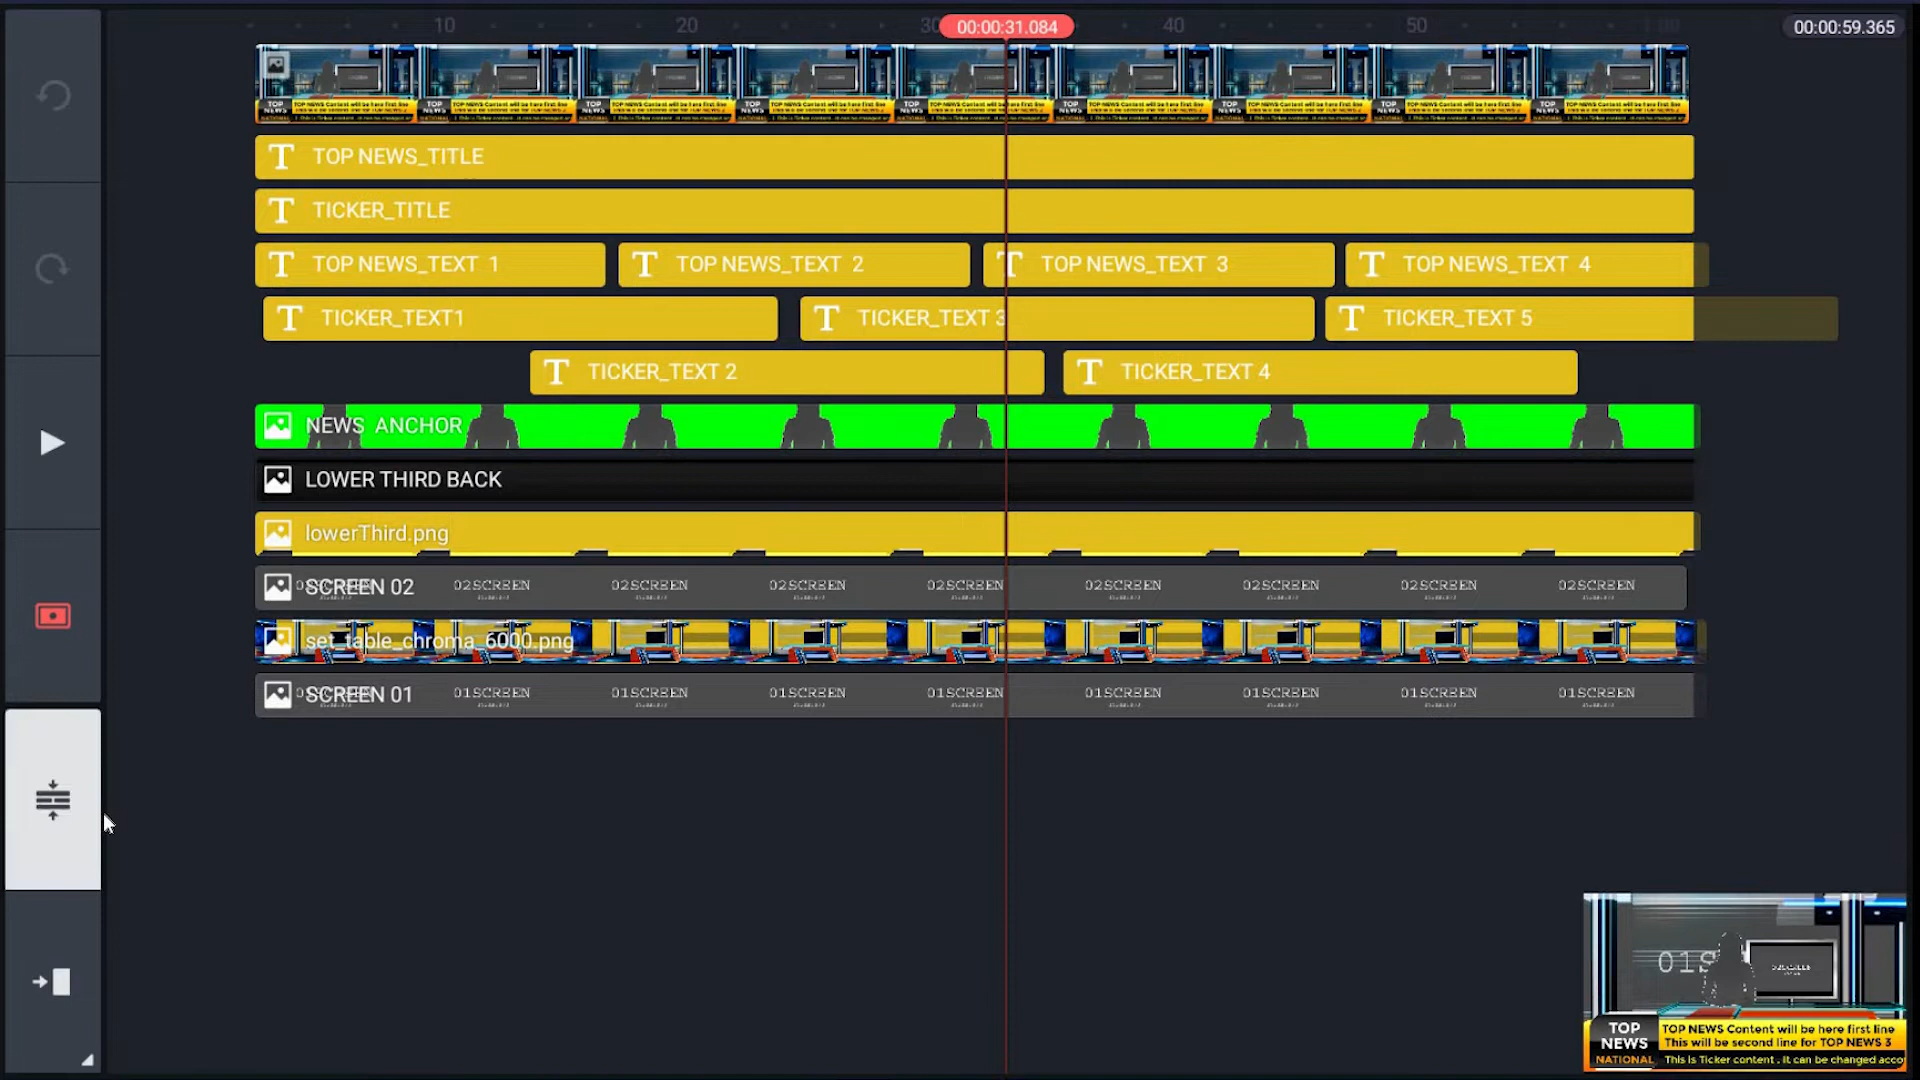 10 20 30 00:00:31.084 40 50 00:00:59.365
TOP NEWS_TITLE
TICKER_TITLE
TOP NEWS_TEXT 1
TOP NEWS_TEXT 2
TOP NEWS_TEXT 3
TOP NEWS_TEXT 4
TICKER_TEXT1
TICKER_TEXT 3
TICKER_TEXT 5
TICKER_TEXT 2
TICKER_TEXT 4
NEWS ANCHOR
LOWER THIRD BACK
lowerThird.png
SCREEN 02
02SCREEN 02SCREEN 02SCREEN 02SCREEN 02SCREEN 02SCREEN 02SCREEN 02SCREEN
set_table_chroma_6000.png
SCREEN 01
01SCREEN 01SCREEN 01SCREEN 01SCREEN 01SCREEN 01SCREEN 01SCREEN 01SCREEN
01S
02SCREEN
TOP NEWS
NATIONAL
TOP NEWS Content will be here first line
This will be second line for TOP NEWS 3
This is Ticker content . It can be changed acco